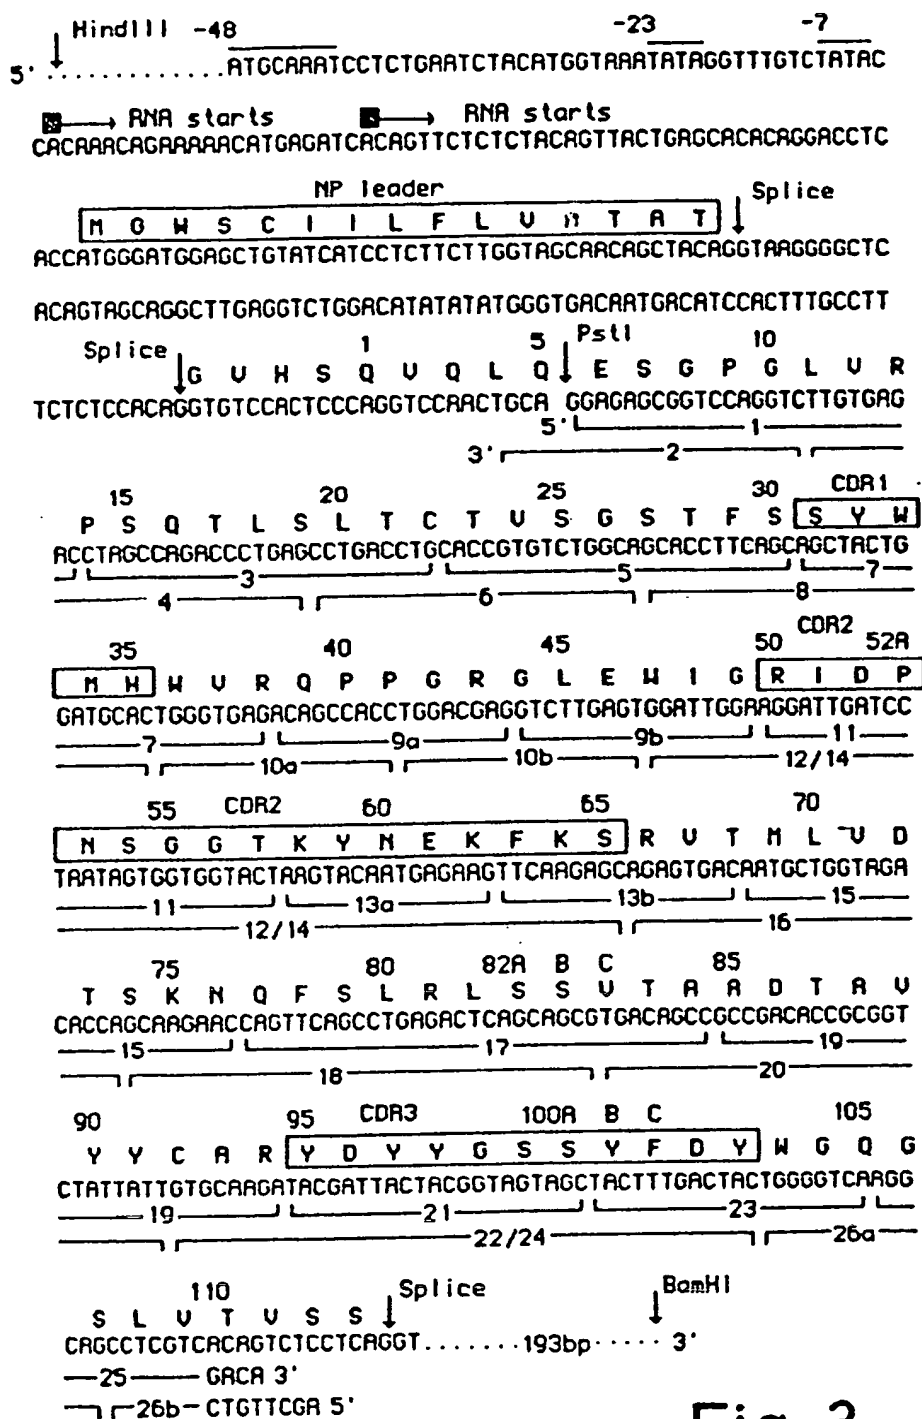 HindIII -48 -23 -7
5' ............ATGCAAATCCTCTGAATCTACATGGTAAATATAGGTTTGTCTATAC
RNA starts RNA starts
CACAAACAGAAAAACATGAGATCACAGTTCTCTCTACAGTTACTGAGCACACAGGACCTC
NP leader Splice
M G W S C I I L F L V A T A T
ACCATGGGATGGAGCTGTATCATCCTCTTCTTGGTAGCAACAGCTACAGGTAAGGGGCTC
ACAGTAGCAGGCTTGAGGTCTGGACATATATATGGGTGACAATGACATCCACTTTGCCTT
Splice 1 5 PstI 10
G V H S Q V Q L Q E S G P G L V R
TCTCTCCACAGGTGTCCACTCCCAGGTCCAACTGCA GGAGAGCGGTCCAGGTCTTGTGAG
5' 1
3' 2
15 20 25 30 CDR1
P S Q T L S L T C T V S G S T F S S Y W
ACCTAGCCAGACCCTGAGCCTGACCTGCACCGTGTCTGGCAGCACCTTCAGCAGCTACTG
3 5 7
4 6 8
35 40 45 50 CDR2 52A
M H W V R Q P P G R G L E W I G R I D P
GATGCACTGGGTGAGACAGCCACCTGGACGAGGTCTTGAGTGGATTGGAAGGATTGATCC
7 9a 9b 11
10a 10b 12/14
55 CDR2 60 65 70
N S G G T K Y N E K F K S R V T M L V D
TAATAGTGGTGGTACTAAGTACAATGAGAAGTTCAAGAGCAGAGTGACAATGCTGGTAGA
11 13a 13b 15
12/14 16
75 80 82A B C 85
T S K N Q F S L R L S S V T A A D T A V
CACCAGCAAGAACCAGTTCAGCCTGAGACTCAGCAGCGTGACAGCCGCCGACACCGCGGT
15 17 19
18 20
90 95 CDR3 100A B C 105
Y Y C A R Y D Y Y G S S Y F D Y W G Q G
CTATTATTGTGCAAGATACGATTACTACGGTAGTAGCTACTTTGACTACTGGGGTCAAGG
19 21 23
22/24 26a
110 Splice BamHI
S L V T V S S
CAGCCTCGTCACAGTCTCCTCAGGT.......193bp..... 3'
25 GACA 3'
26b CTGTTCGA 5'